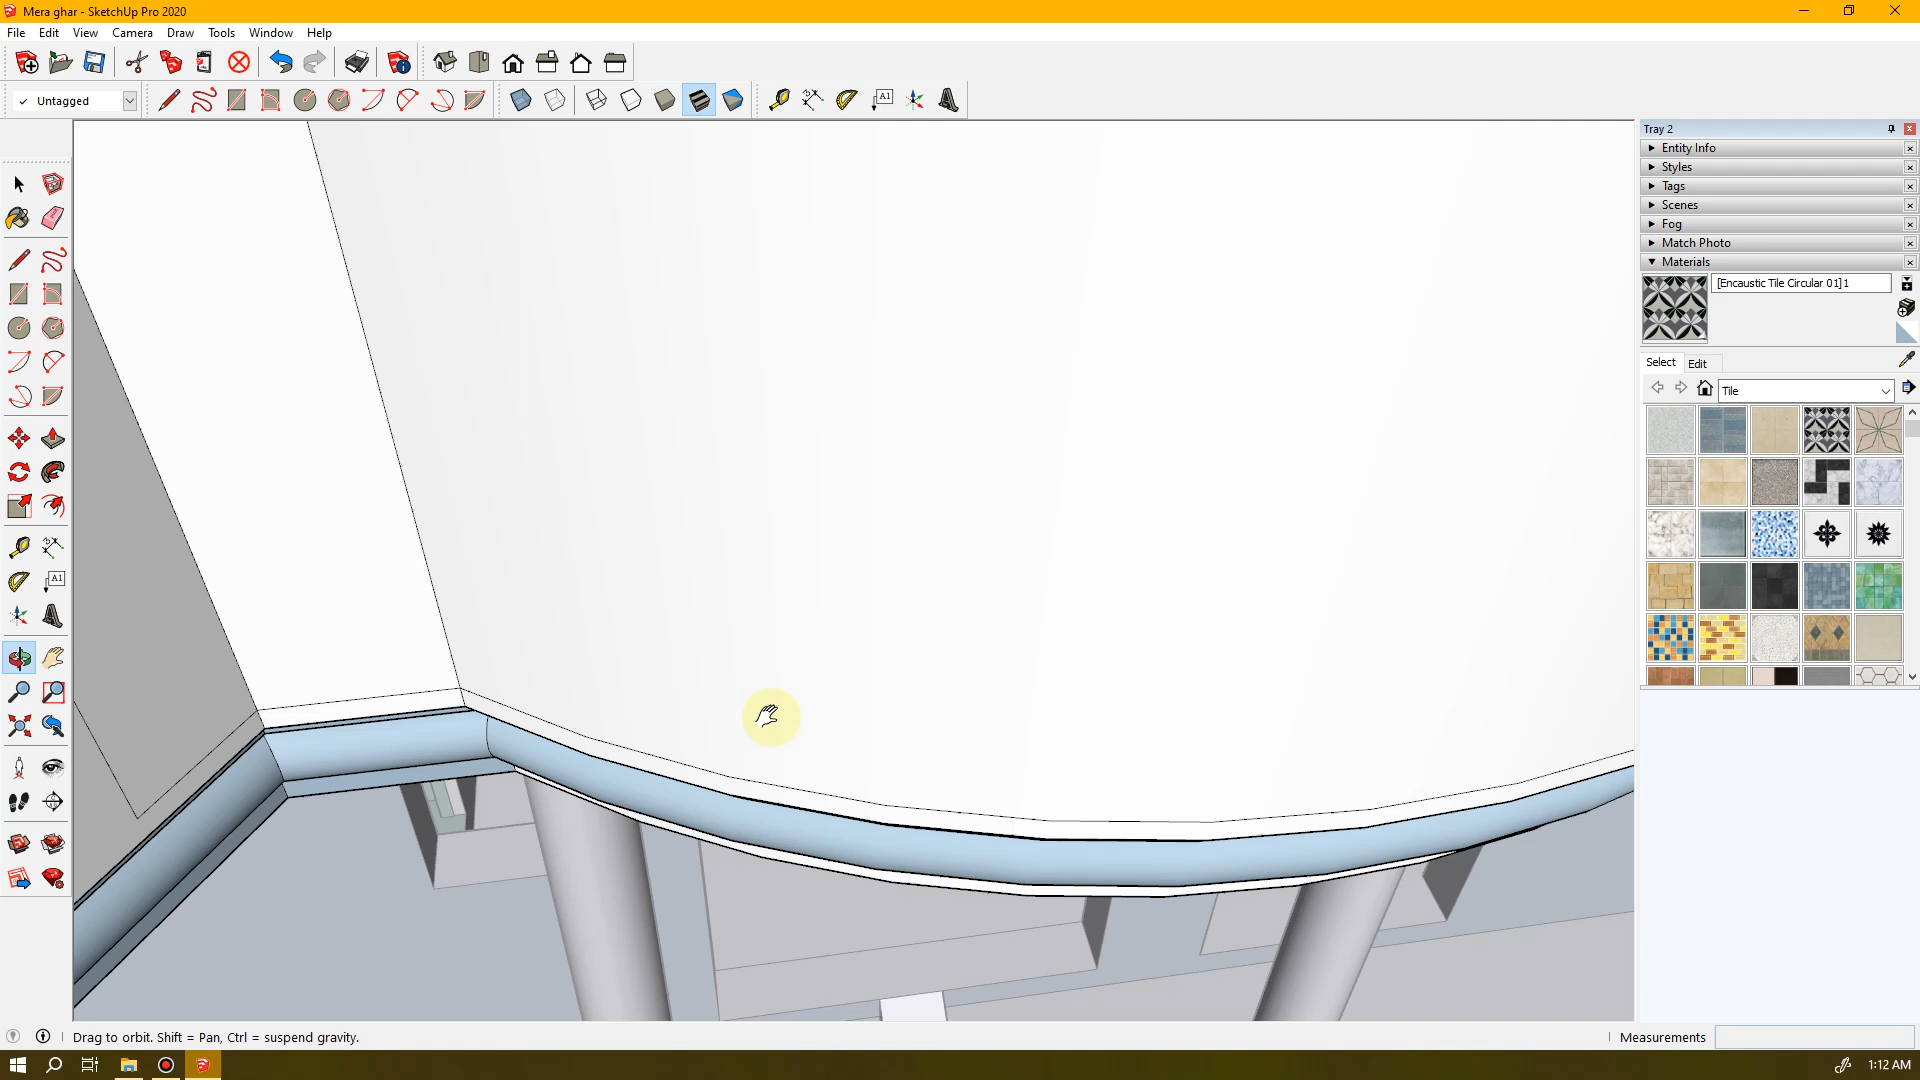 Mera ghar - SketchUp Pro 2020
File Edit View Camera Draw Tools Window Help
Untagged
A1
Tray 2
Entity Info
Styles
Tags
Scenes
Fog
Match Photo
Materials
[Encaustic Tile Circular 01]1
Select Edit
Tile
A1
Drag to orbit. Shift = Pan, Ctrl = suspend gravity.
Measurements
1:12 AM